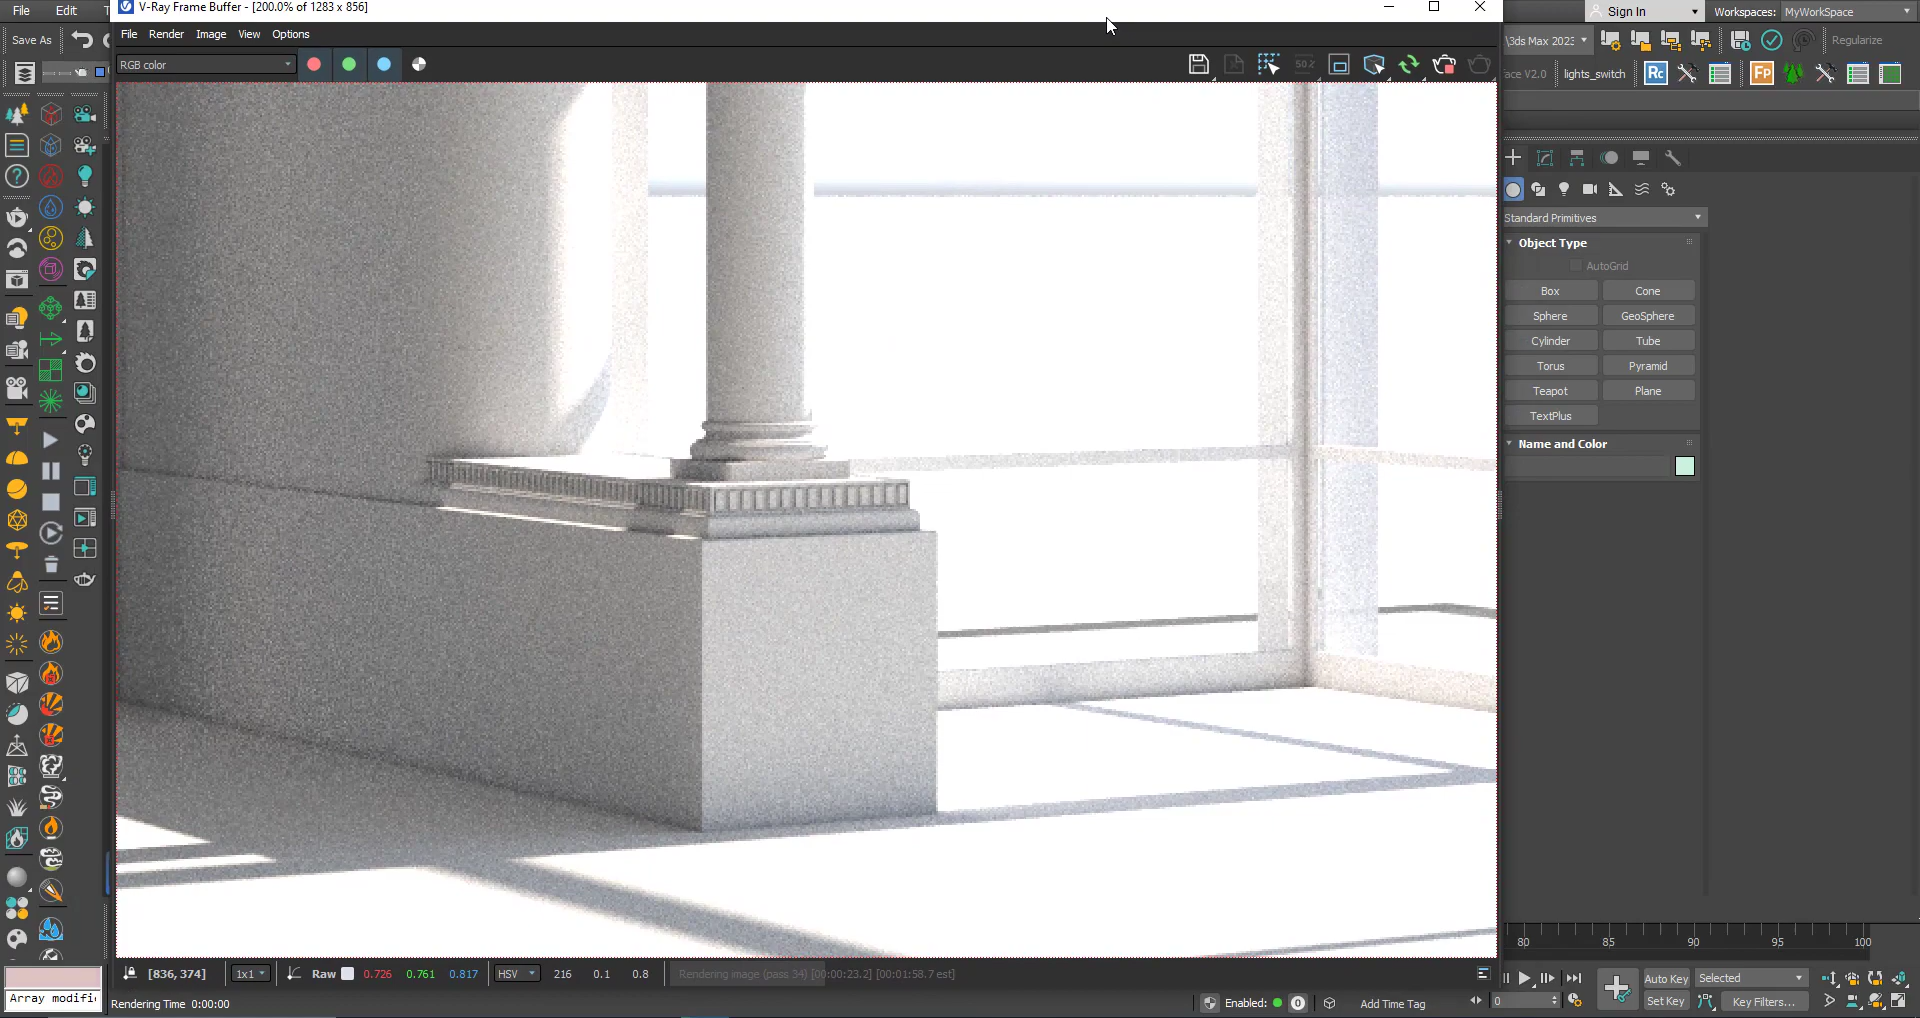 File Edit
V-Ray Frame Buffer - [200.0% of 1283 x 856]
Sign In Workspaces: MyWorkSpace
Save As
File Render Image View Options
\3ds Max 2023 Regularize
RGB color
50%
face V2.0 lights_switch Rc Fp
Standard Primitives
Object Type
AutoGrid
Box Cone
Sphere GeoSphere
Cylinder Tube
Torus Pyramid
Teapot Plane
TextPlus
Name and Color
80 85 90 95 100
[836, 374] 1x1 Raw 0.726 0.761 0.817 HSV 216 0.1 0.8 Rendering image (pass 34) [00:00:23.2] [00:01:58.7 est]
Auto Key Selected
Array modifi
Rendering Time 0:00:00
Enabled: 0 Add Time Tag 0 Set Key Key Filters...